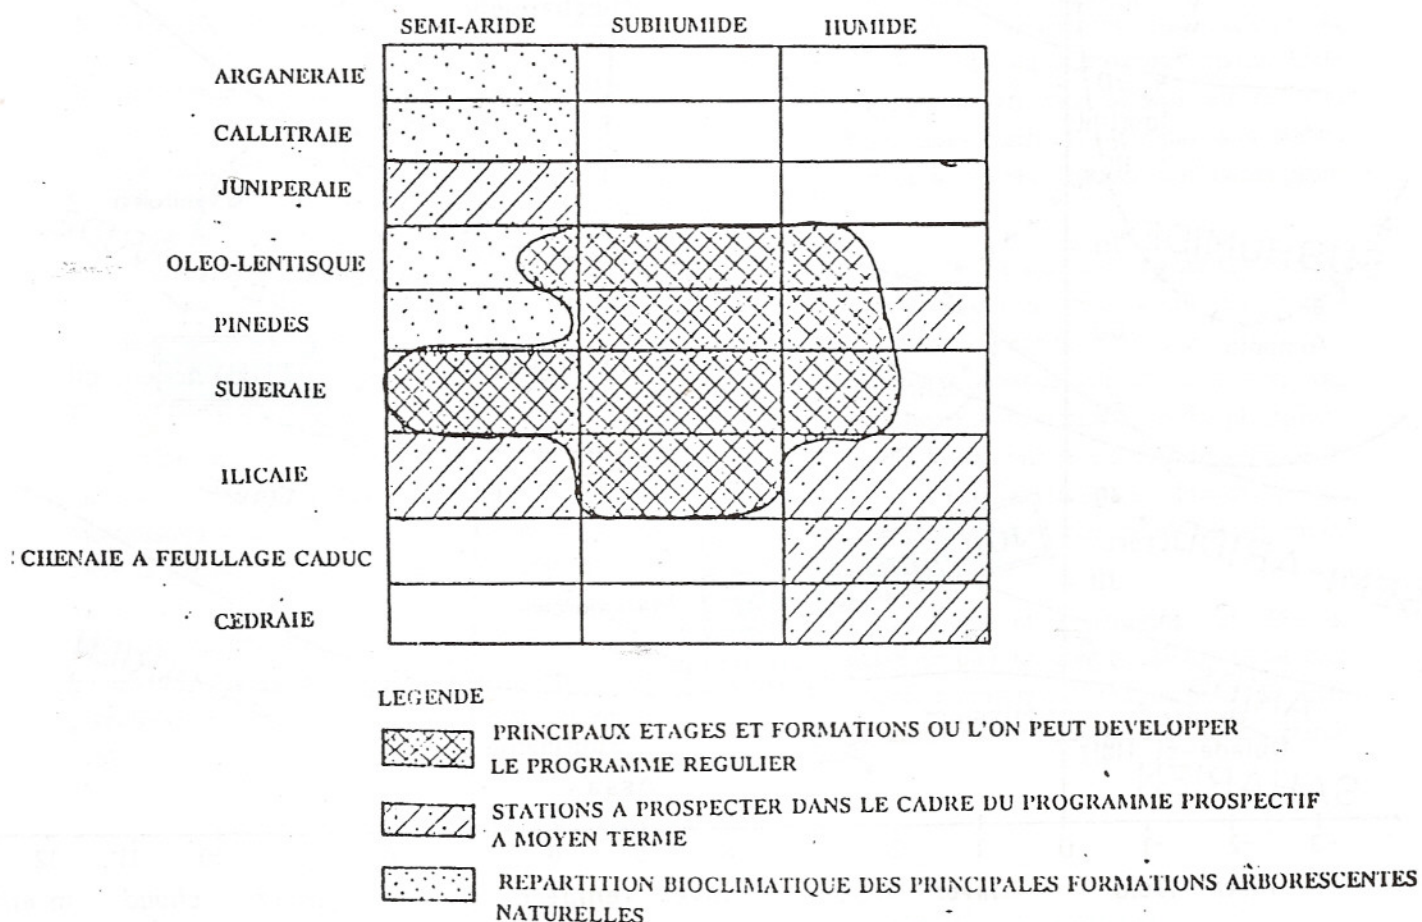 SEMI-ARIDE SUBHUMIDE HUMIDE
ARGANERAIE
CALLITRAIE
JUNIPERAIE
OLEO-LENTISQUE
PINEDES
SUBERAIE
ILICAIE
CHENAIE A FEUILLAGE CADUC
CEDRAIE
LEGENDE
PRINCIPAUX ETAGES ET FORMATIONS OU L'ON PEUT DEVELOPPER
LE PROGRAMME REGULIER
STATIONS A PROSPECTER DANS LE CADRE DU PROGRAMME PROSPECTIF
A MOYEN TERME
REPARTITION BIOCLIMATIQUE DES PRINCIPALES FORMATIONS ARBORESCENTES
NATURELLES